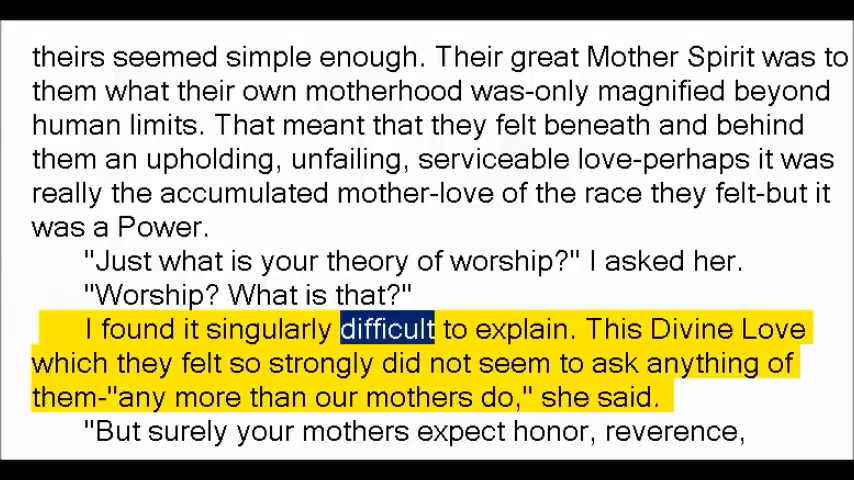 theirs seemed simple enough. Their great Mother Spirit was to
them what their own motherhood was-only magnified beyond
human limits. That meant that they felt beneath and behind
them an upholding, unfailing, serviceable love-perhaps it was
really the accumulated mother-love of the race they felt-but it
was a Power.
"Just what is your theory of worship?" I asked her.
"Worship? What is that?"
I found it singularly difficult to explain. This Divine Love
which they felt so strongly did not seem to ask anything of
them-"any more than our mothers do," she said.
"But surely your mothers expect honor, reverence,